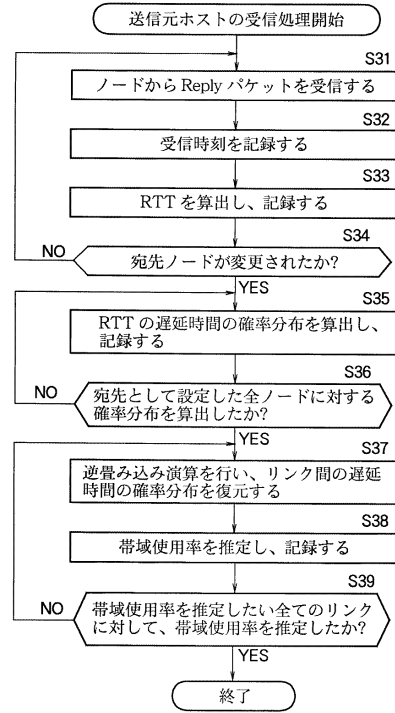 送信元ホストの受信処理開始
S31
ノードからReplyパケットを受信する
S32
受信時刻を記録する
S33
RTTを算出し、記録する
S34
NO
宛先ノードが変更されたか?
YES
S35
RTTの遅延時間の確率分布を算出し、
記録する
S36
NO
宛先として設定した全ノードに対する
確率分布を算出したか?
YES
S37
逆畳み込み演算を行い、リンク間の遅延
時間の確率分布を復元する
S38
帯域使用率を推定し、記録する
S39
NO
帯域使用率を推定したい全てのリンク
に対して、帯域使用率を推定したか?
YES
終了